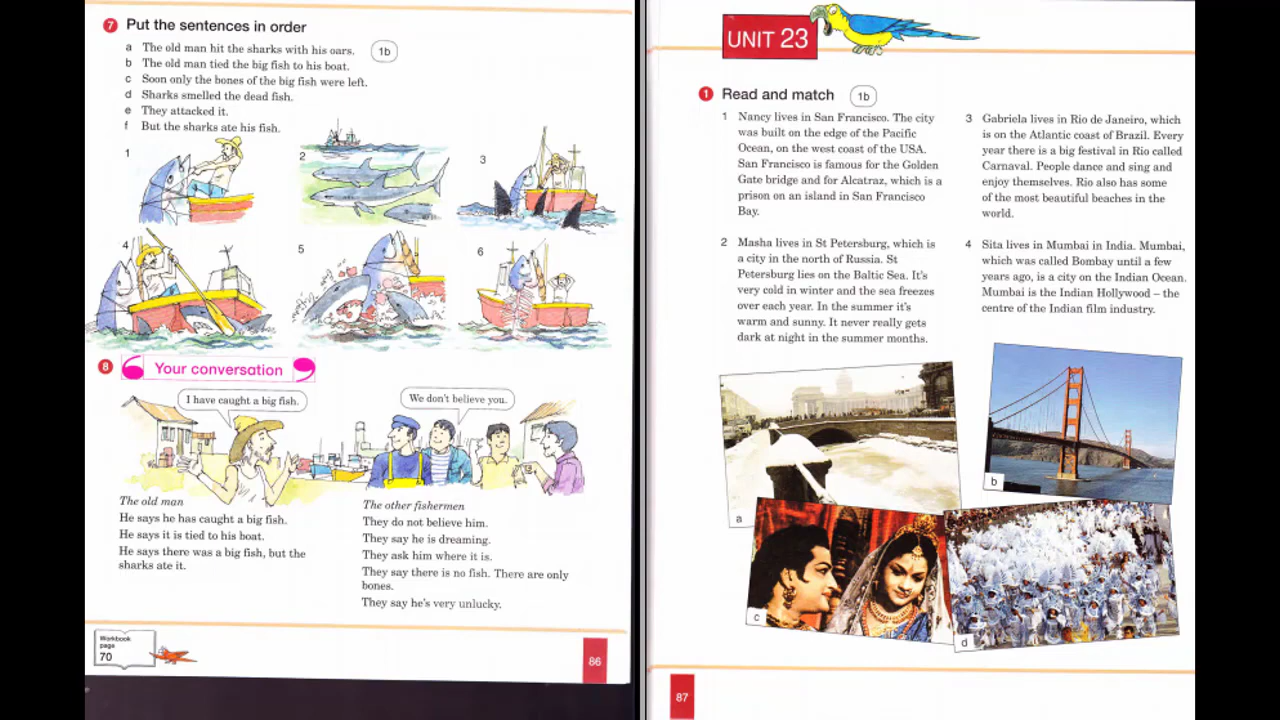 7 Put the sentences in order
a The old man hit the sharks with his oars. 1b
b The old man tied the big fish to his boat.
c Soon only the bones of the big fish were left.
d Sharks smelled the dead fish.
e They attacked it.
f But the sharks ate his fish.
1
2
3
4
5
6
8 Your conversation
I have caught a big fish.
We don't believe you.
The old man
He says he has caught a big fish.
He says it is tied to his boat.
He says there was a big fish, but the
sharks ate it.
The other fishermen
They do not believe him.
They say he is dreaming.
They ask him where it is.
They say there is no fish. There are only
bones.
They say he's very unlucky.
Workbook
page
70
86
UNIT 23
1 Read and match 1b
1 Nancy lives in San Francisco. The city
was built on the edge of the Pacific
Ocean, on the west coast of the USA.
San Francisco is famous for the Golden
Gate bridge and for Alcatraz, which is a
prison on an island in San Francisco
Bay.
2 Masha lives in St Petersburg, which is
a city in the north of Russia. St
Petersburg lies on the Baltic Sea. It's
very cold in winter and the sea freezes
over each year. In the summer it's
warm and sunny. It never really gets
dark at night in the summer months.
3 Gabriela lives in Rio de Janeiro, which
is on the Atlantic coast of Brazil. Every
year there is a big festival in Rio called
Carnaval. People dance and sing and
enjoy themselves. Rio also has some
of the most beautiful beaches in the
world.
4 Sita lives in Mumbai in India. Mumbai,
which was called Bombay until a few
years ago, is a city on the Indian Ocean.
Mumbai is the Indian Hollywood – the
centre of the Indian film industry.
a
b
c
d
87